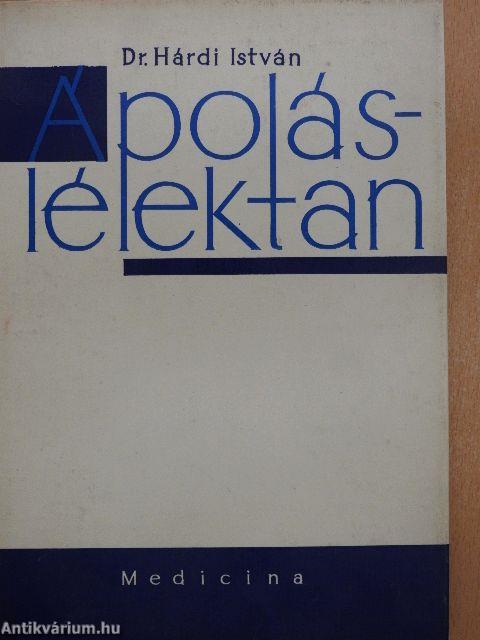 Dr. Hárdi István
Ápolás-
lélektan
Medicina
Antikvárium.hu